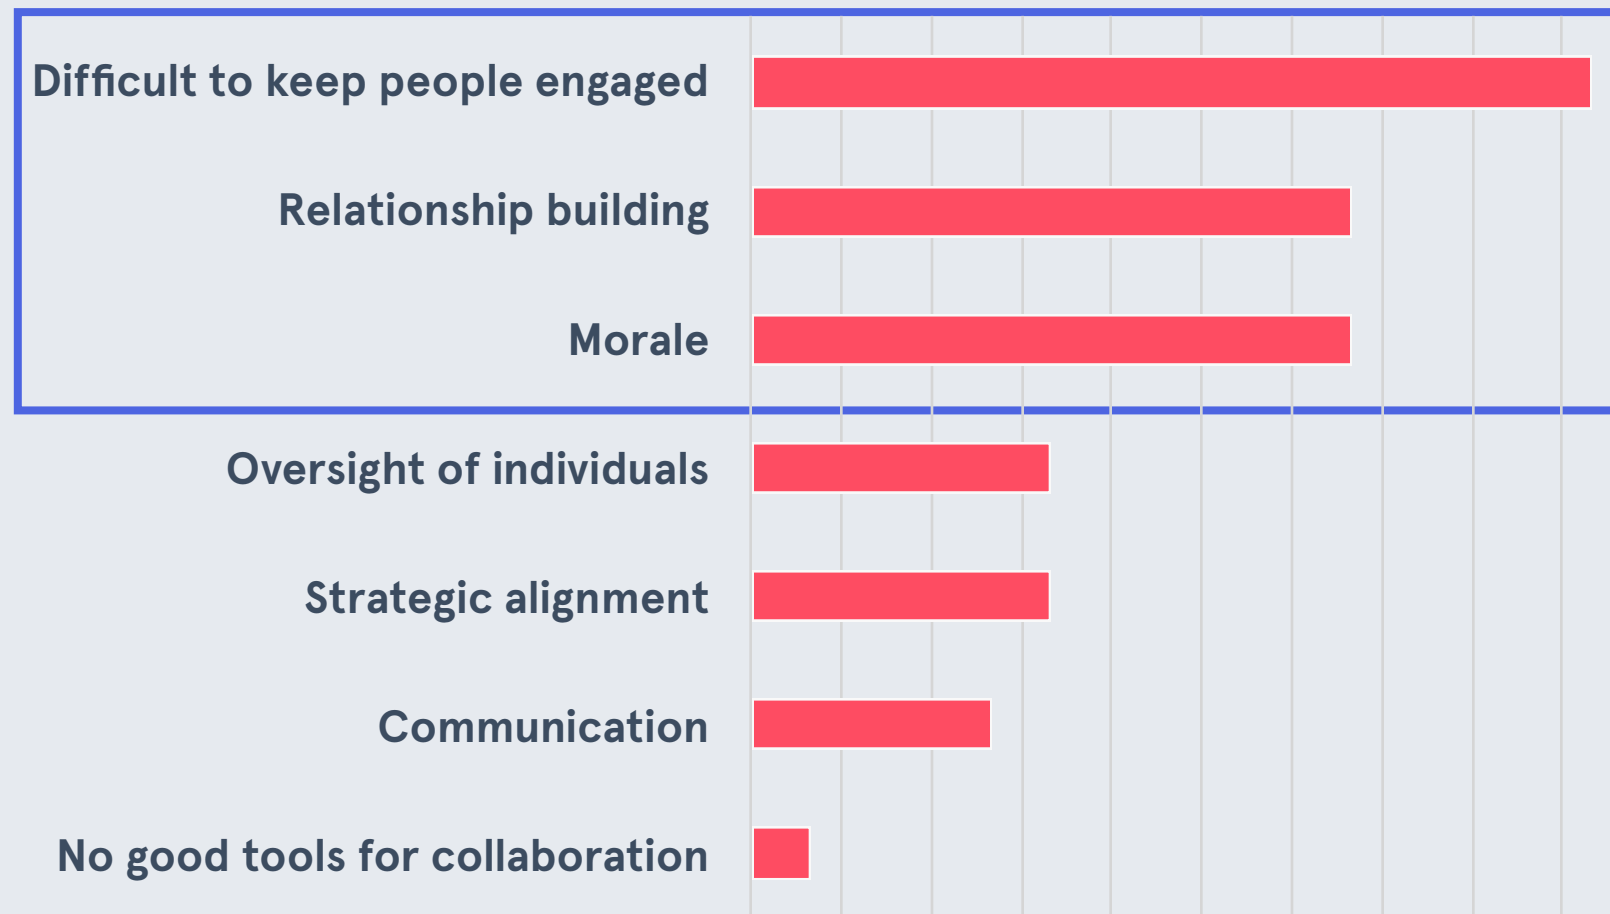 Difficult to keep people engaged
Relationship building
Morale
Oversight of individuals
Strategic alignment
Communication
No good tools for collaboration